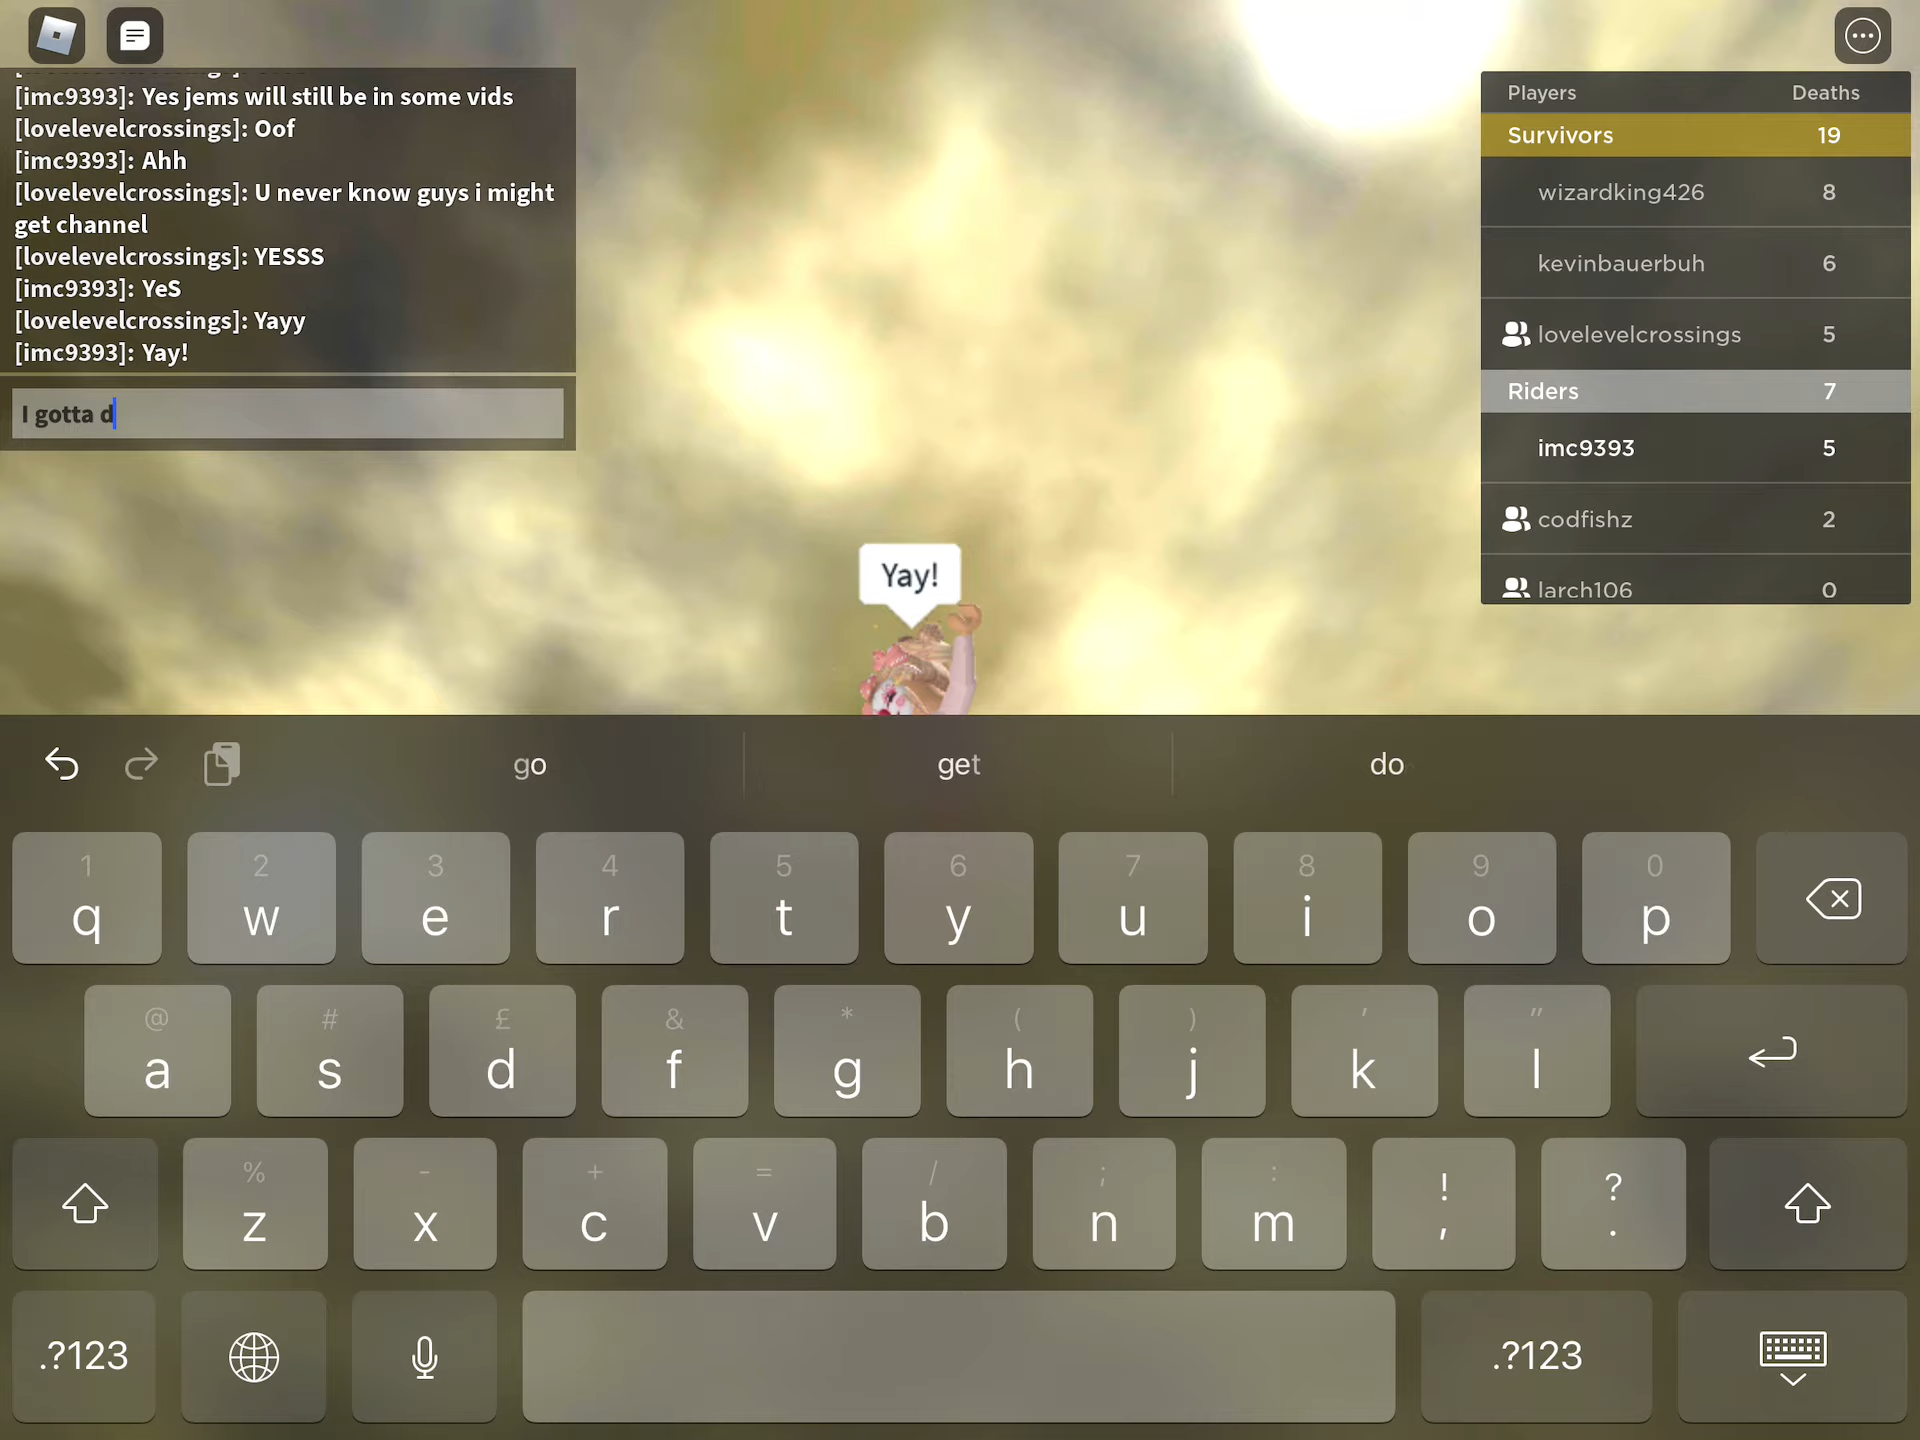 [imc9393]: Yes jems will still be in some vids
[lovelevelcrossings]: Oof
[imc9393]: Ahh
[lovelevelcrossings]: U never know guys i might
get channel
[lovelevelcrossings]: YESSS
[imc9393]: YeS
[lovelevelcrossings]: Yayy
[imc9393]: Yay!
I gotta d
Players Deaths
Survivors 19
wizardking426 8
kevinbauerbuh 6
lovelevelcrossings 5
Riders 7
imc9393 5
codfishz 2
larch106 0
Yay!
go get do
1 2 3 4 5 6 7 8 9 0
q w e r t y u i o p
@ # £ & * ( ) ' "
a s d f g h j k l
% - + = / ; : ! ?
z x c v b n m , .
.?123 .?123